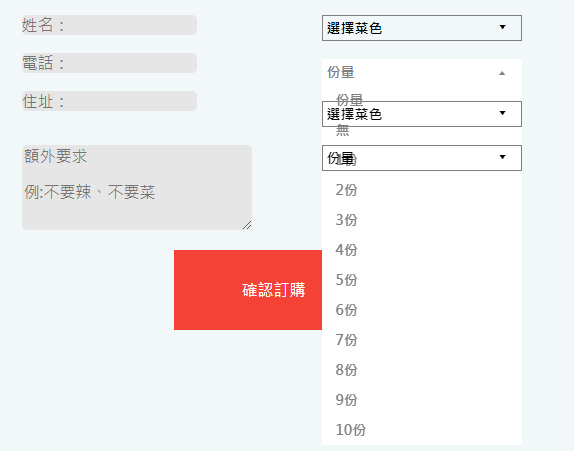 姓名：
電話：
住址：
額外要求
例:不要辣、不要菜
確認訂購
選擇菜色
份量
份量
選擇菜色
無
份量
1份
2份
3份
4份
5份
6份
7份
8份
9份
10份